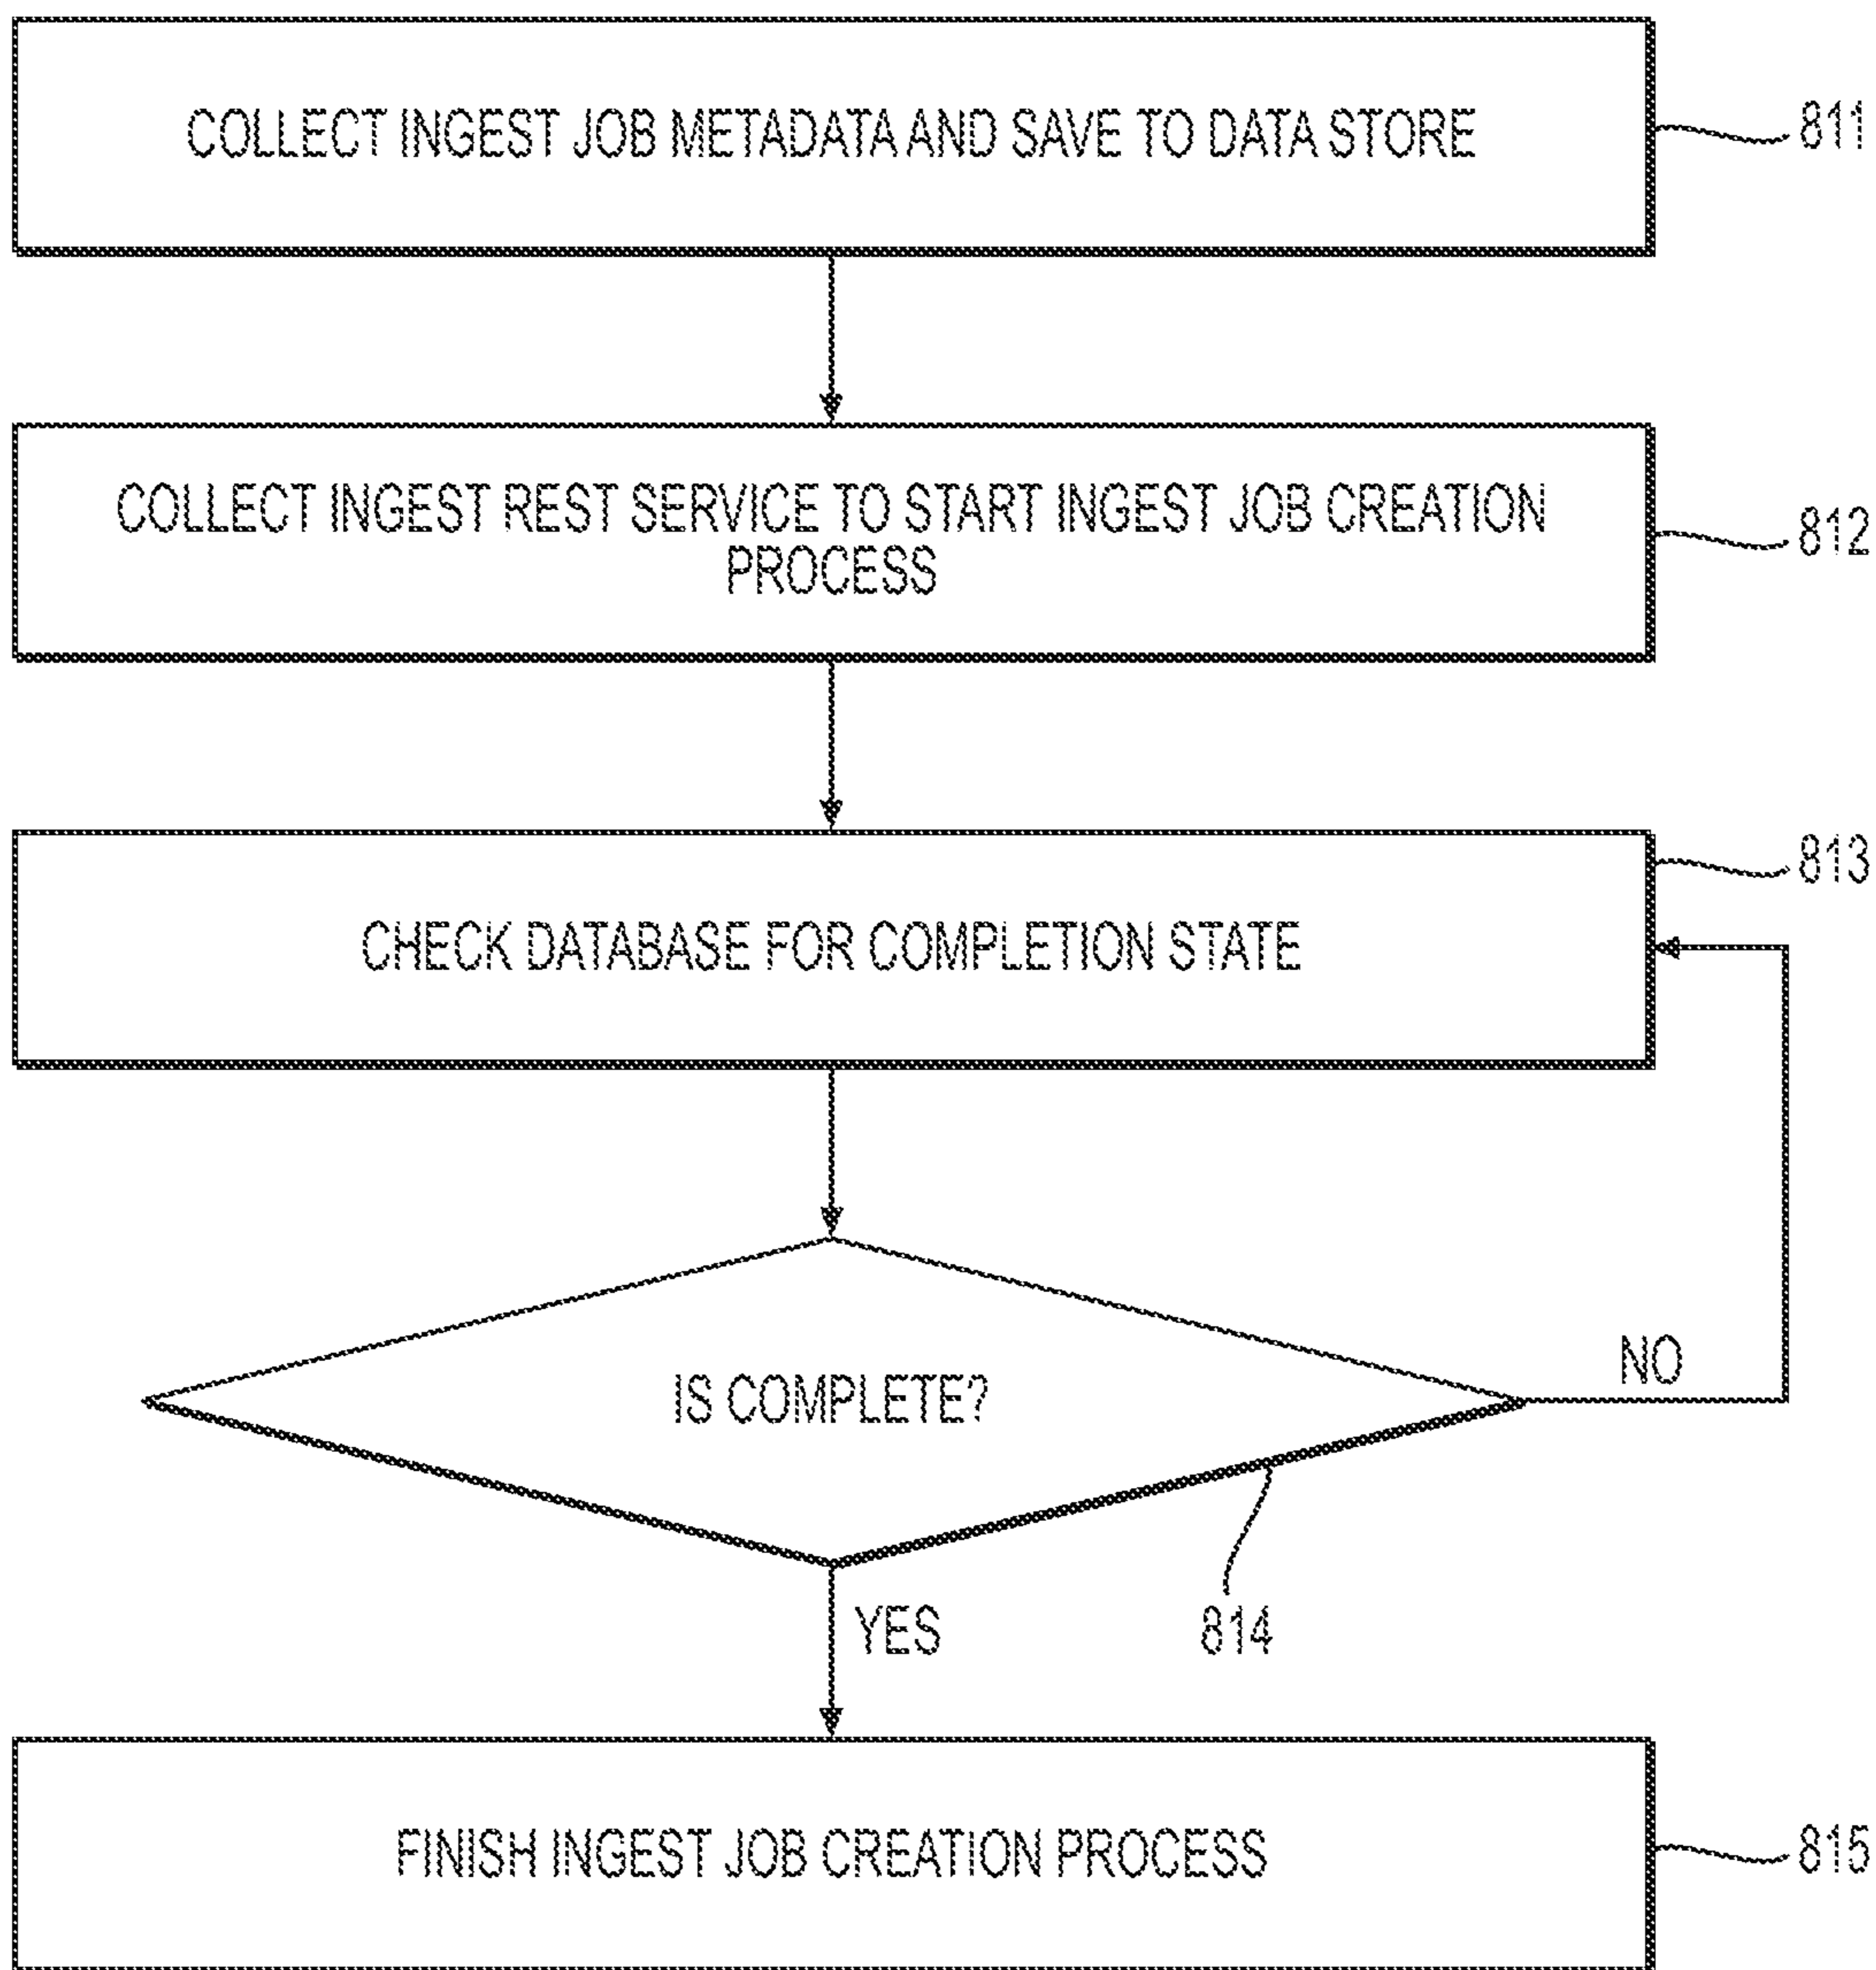 COLLECT INGEST JOB METADATA AND SAVE TO DATA STORE
811
COLLECT INGEST REST SERVICE TO START INGEST JOB CREATION
PROCESS
812
813
CHECK DATABASE FOR COMPLETION STATE
NO
IS COMPLETE?
YES
814
FINISH INGEST JOB CREATION PROCESS
815